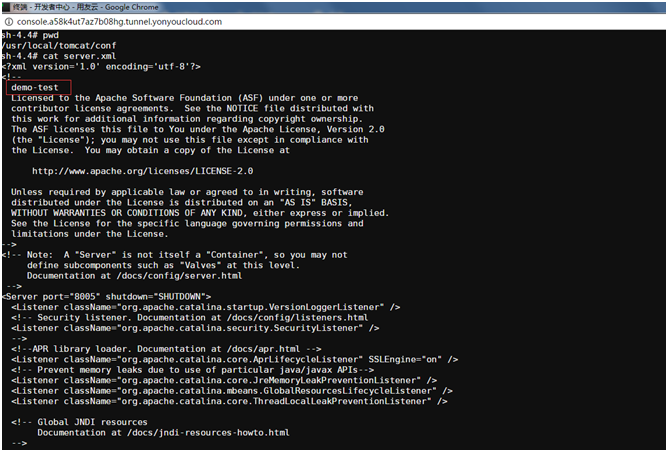 终端 - 开发者中心 - 用友云 - Google Chrome
console.a58k4ut7az7b08hg.tunnel.yonyoucloud.com
sh-4.4# pwd
/usr/local/tomcat/conf
sh-4.4# cat server.xml
<?xml version='1.0' encoding='utf-8'?>
<!--
demo-test
Licensed to the Apache Software Foundation (ASF) under one or more
contributor license agreements.  See the NOTICE file distributed with
this work for additional information regarding copyright ownership.
The ASF licenses this file to You under the Apache License, Version 2.0
(the "License"); you may not use this file except in compliance with
the License.  You may obtain a copy of the License at
http://www.apache.org/licenses/LICENSE-2.0
Unless required by applicable law or agreed to in writing, software
distributed under the License is distributed on an "AS IS" BASIS,
WITHOUT WARRANTIES OR CONDITIONS OF ANY KIND, either express or implied.
See the License for the specific language governing permissions and
limitations under the License.
-->
<!-- Note:  A "Server" is not itself a "Container", so you may not
define subcomponents such as "Valves" at this level.
Documentation at /docs/config/server.html
-->
<Server port="8005" shutdown="SHUTDOWN">
<Listener className="org.apache.catalina.startup.VersionLoggerListener" />
<!-- Security listener. Documentation at /docs/config/listeners.html
<Listener className="org.apache.catalina.security.SecurityListener" />
-->
<!--APR library loader. Documentation at /docs/apr.html -->
<Listener className="org.apache.catalina.core.AprLifecycleListener" SSLEngine="on" />
<!-- Prevent memory leaks due to use of particular java/javax APIs-->
<Listener className="org.apache.catalina.core.JreMemoryLeakPreventionListener" />
<Listener className="org.apache.catalina.mbeans.GlobalResourcesLifecycleListener" />
<Listener className="org.apache.catalina.core.ThreadLocalLeakPreventionListener" />
<!-- Global JNDI resources
Documentation at /docs/jndi-resources-howto.html
-->